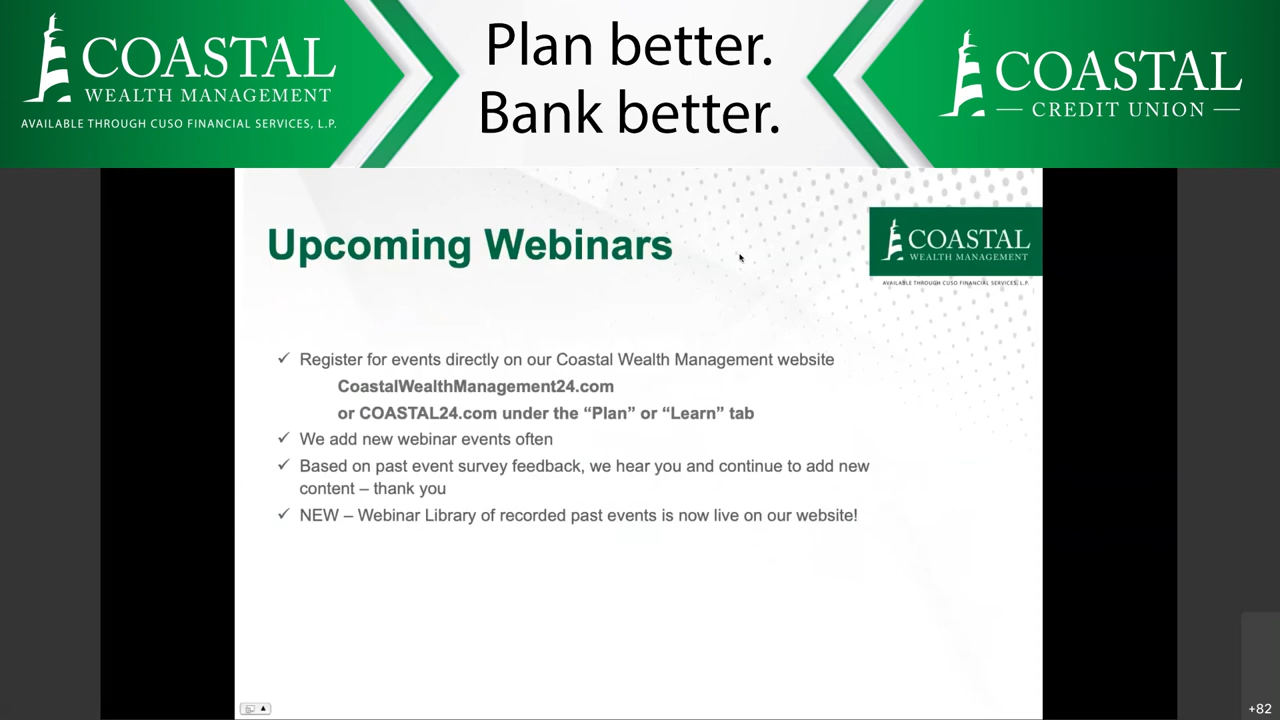 COASTAL
WEALTH MANAGEMENT
AVAILABLE THROUGH CUSO FINANCIAL SERVICES, L.P.
Plan better.
Bank better.
COASTAL
CREDIT UNION
Upcoming Webinars
COASTAL
WEALTH MANAGEMENT
AVAILABLE THROUGH CUSO FINANCIAL SERVICES, L.P.
✓ Register for events directly on our Coastal Wealth Management website
CoastalWealthManagement24.com
or COASTAL24.com under the “Plan” or “Learn” tab
✓ We add new webinar events often
✓ Based on past event survey feedback, we hear you and continue to add new
content – thank you
✓ NEW – Webinar Library of recorded past events is now live on our website!
+82